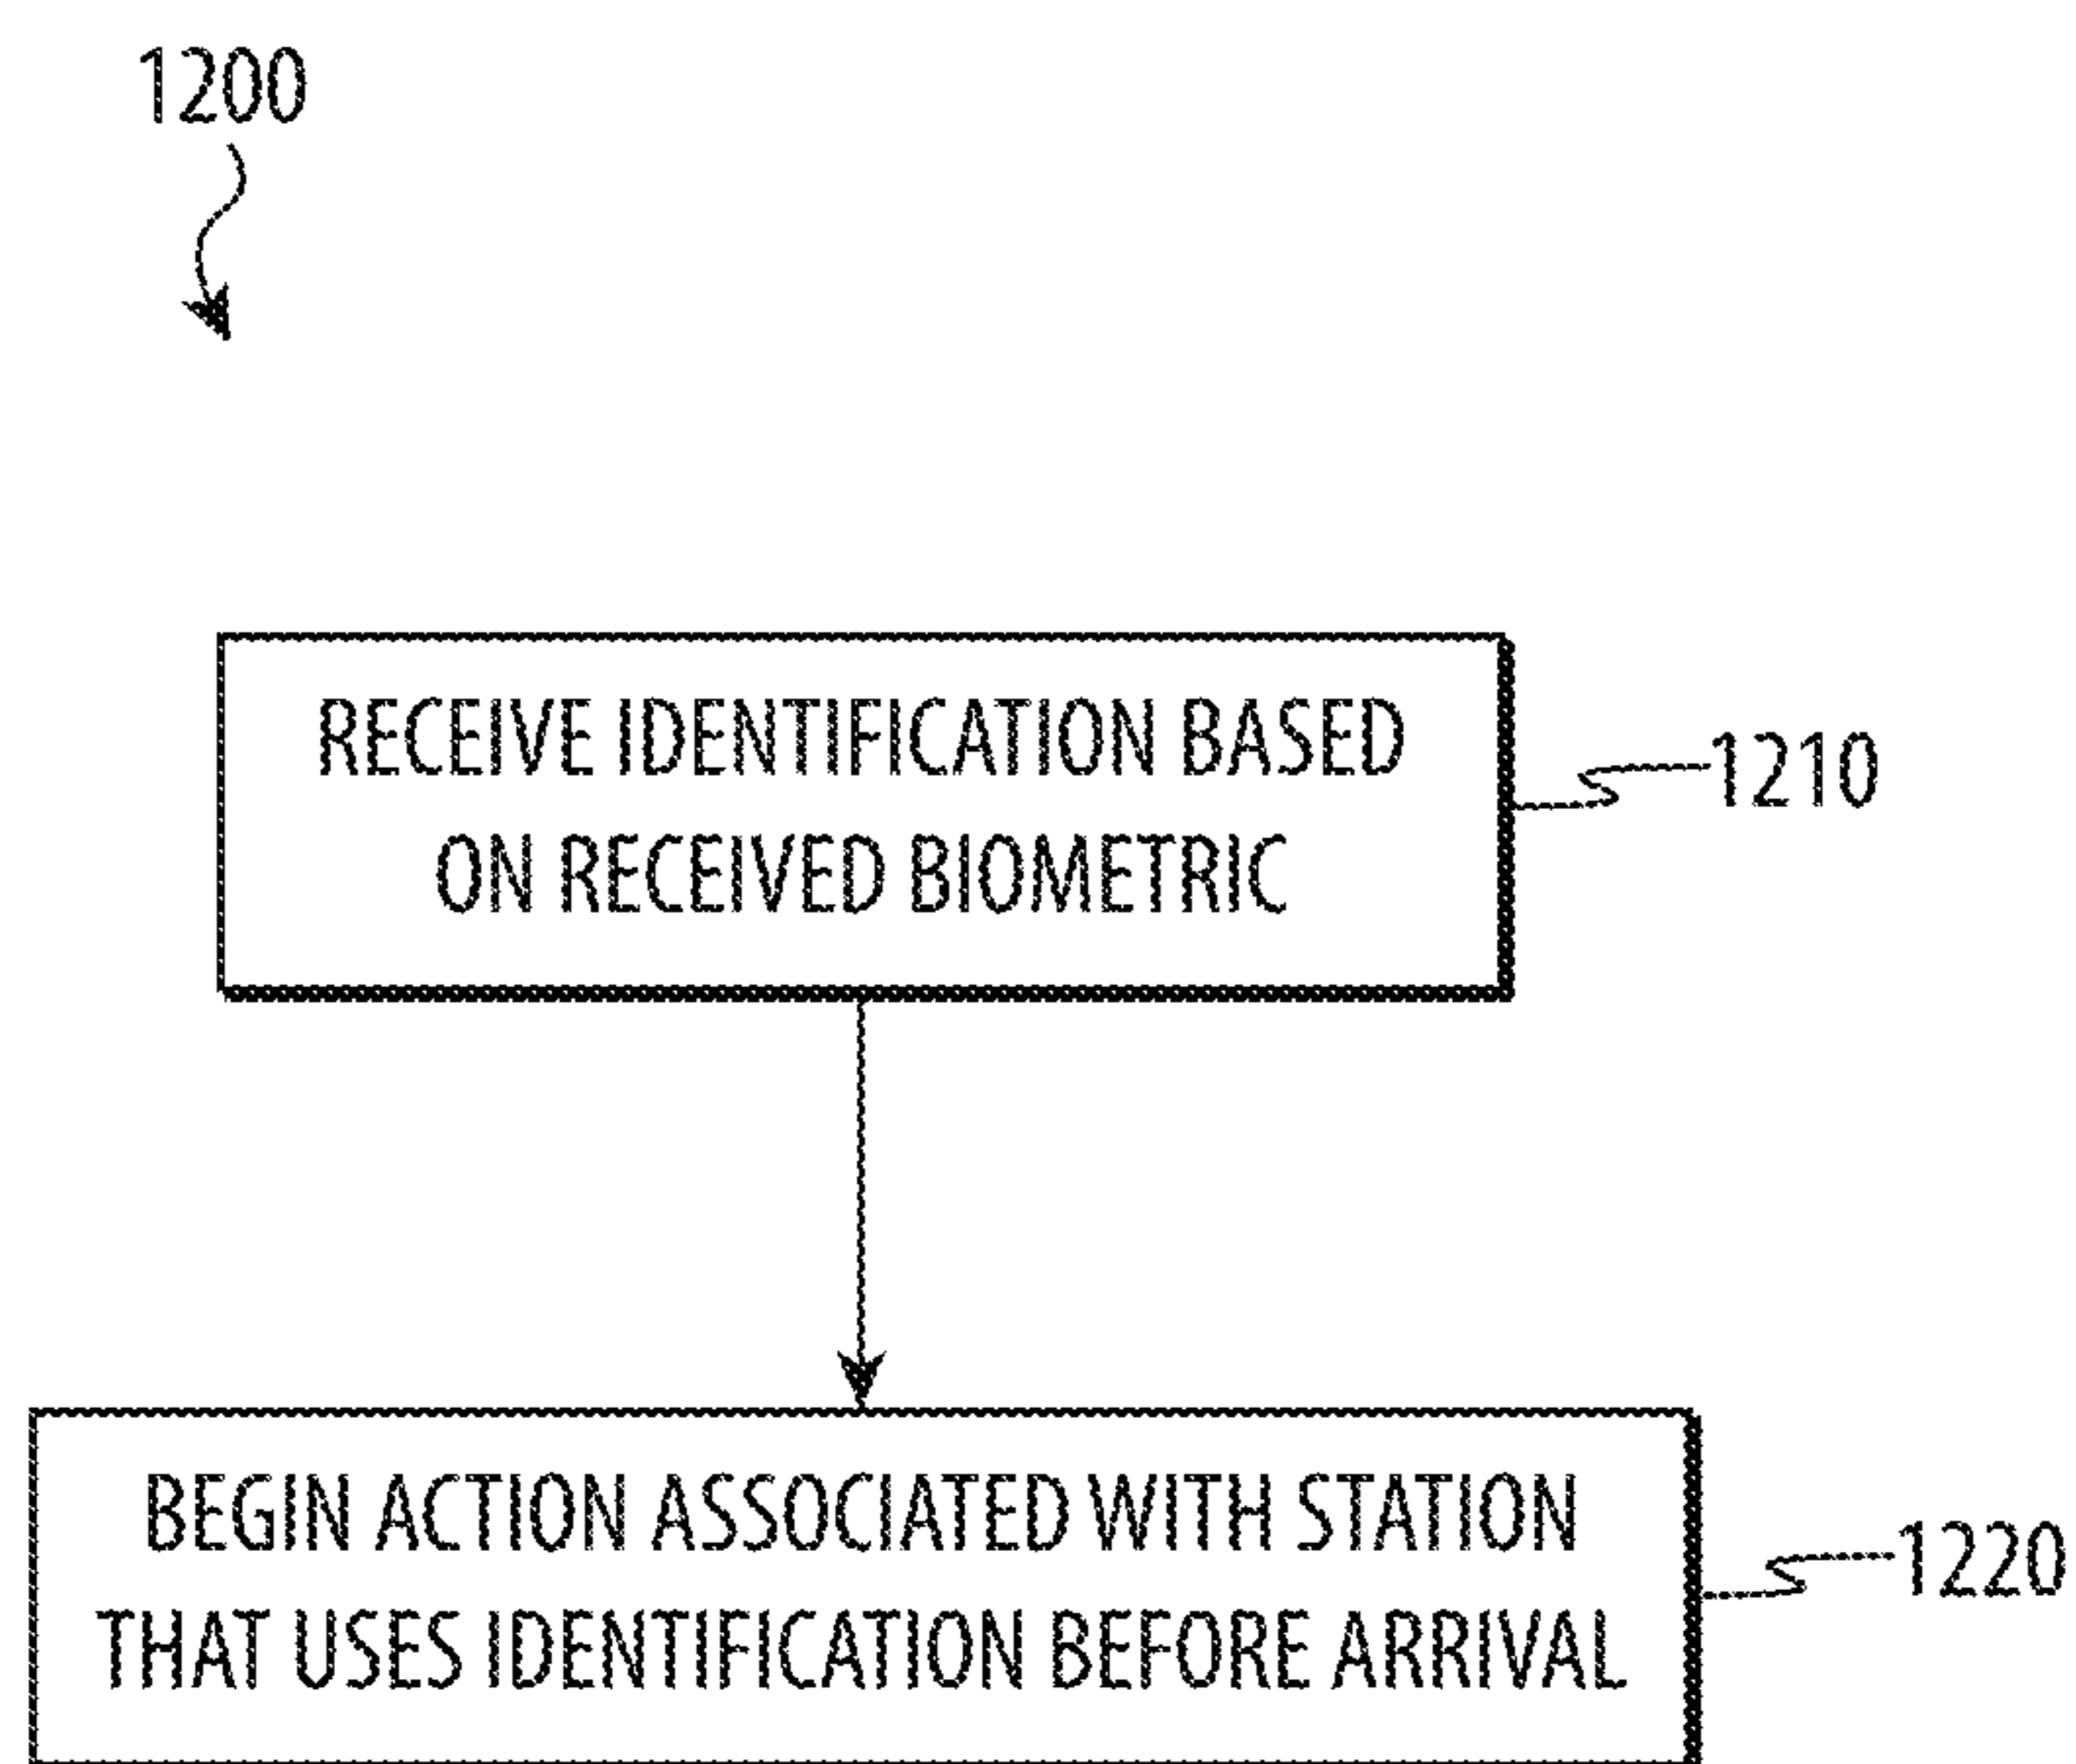 1200
RECEIVE IDENTIFICATION BASED
ON RECEIVED BIOMETRIC
1210
BEGIN ACTION ASSOCIATED WITH STATION
THAT USES IDENTIFICATION BEFORE ARRIVAL
1220